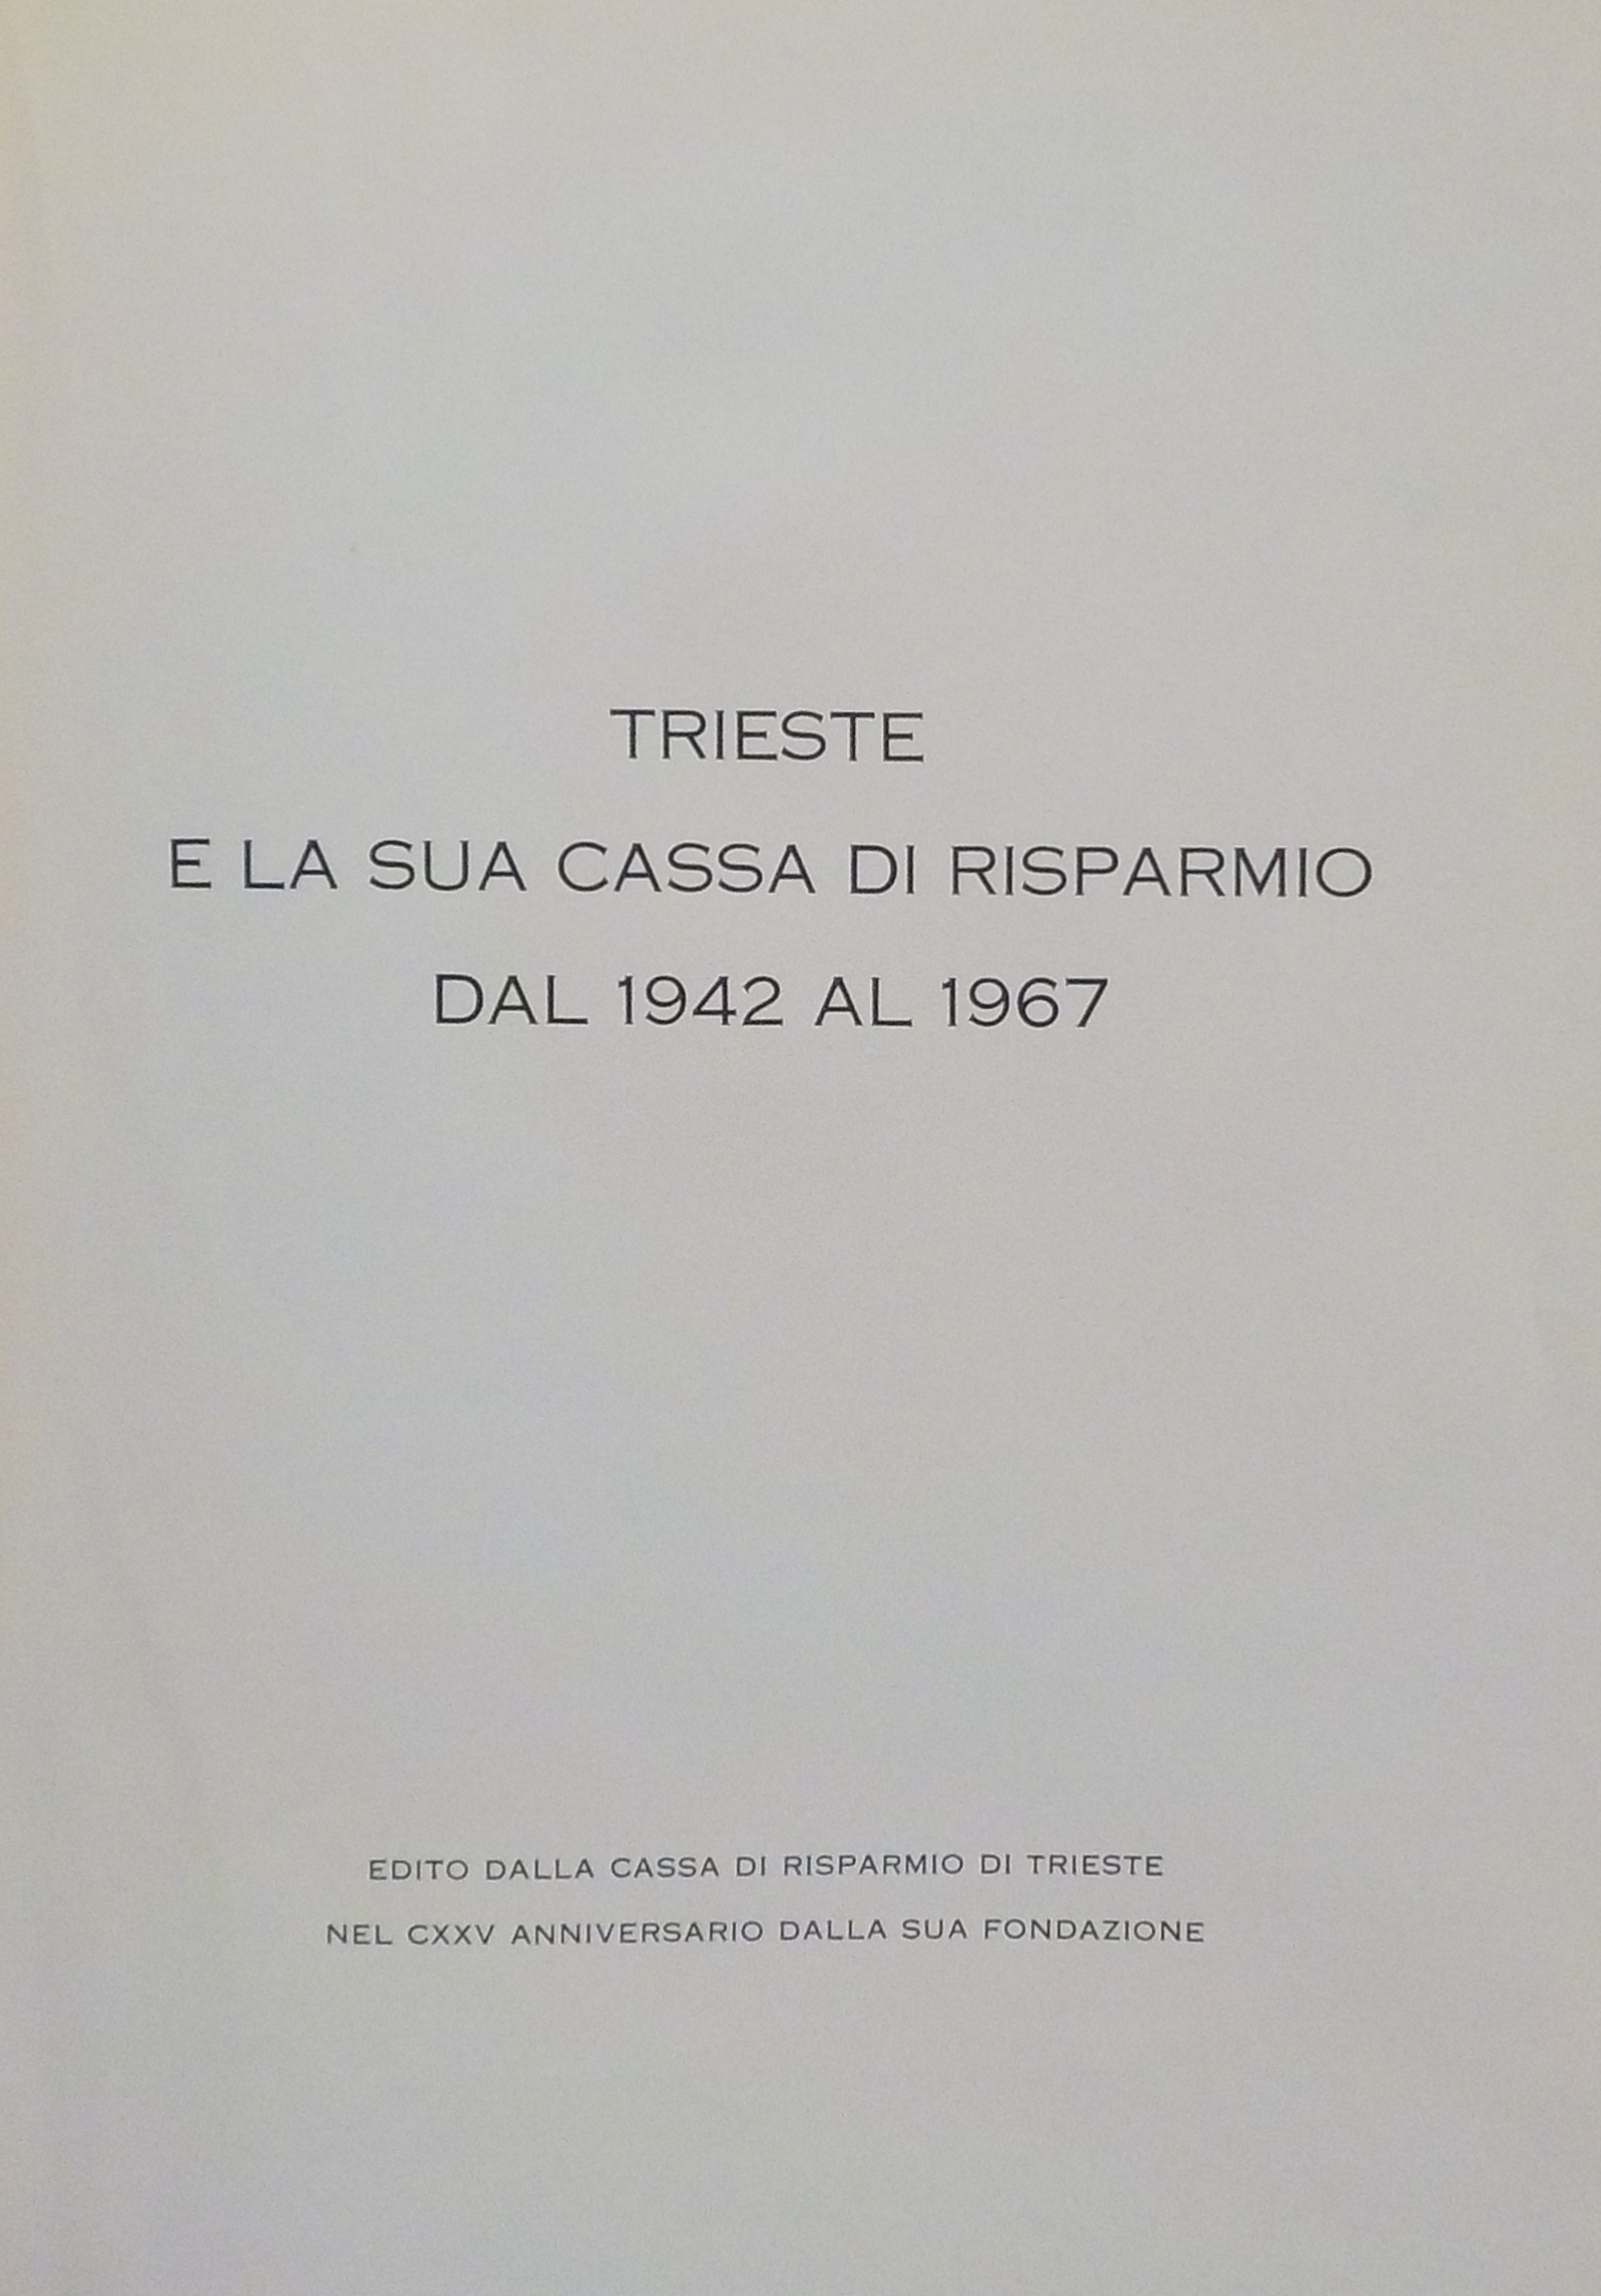 TRIESTE
E LA SUA CASSA DI RISPARMIO
DAL 1942 AL 1967
EDITO DALLA CASSA DI RISPARMIO DI TRIESTE
NEL CXXV ANNIVERSARIO DALLA SUA FONDAZIONE